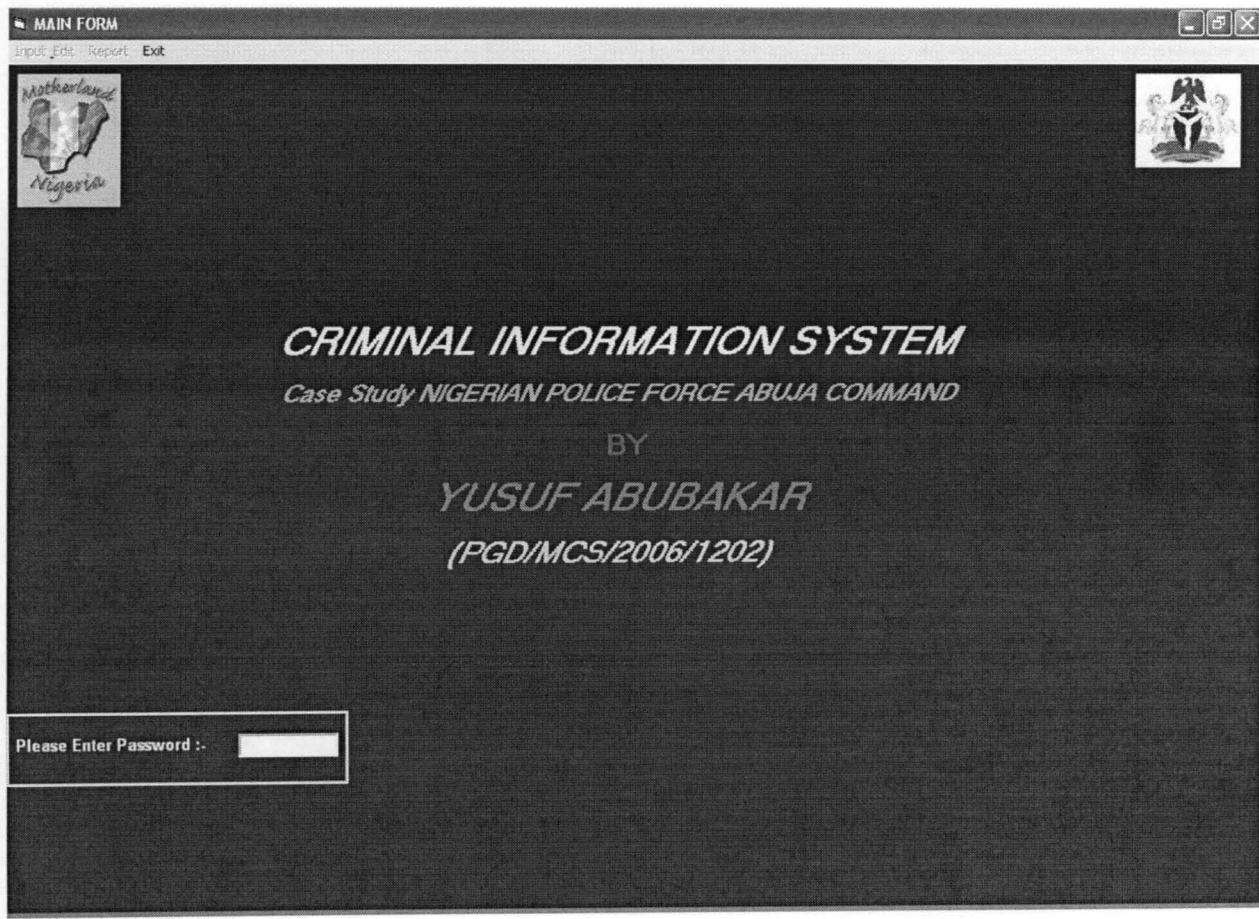 MAIN FORM
Input Edit Report Exit
Motherland
Nigeria
CRIMINAL INFORMATION SYSTEM
Case Study NIGERIAN POLICE FORCE ABUJA COMMAND
BY
YUSUF ABUBAKAR
(PGD/MCS/2006/1202)
Please Enter Password :-